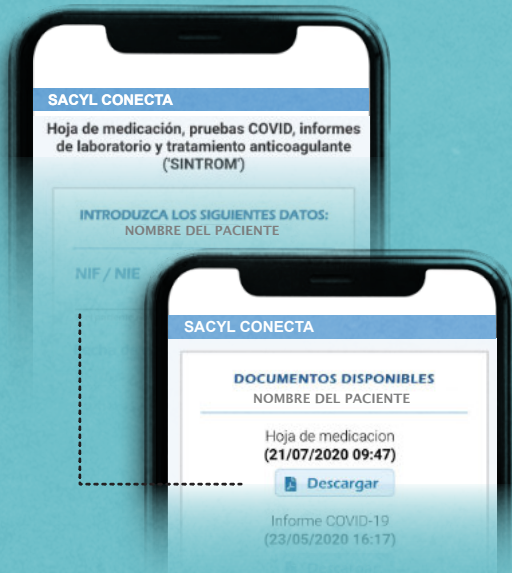 SACYL CONECTA
Hoja de medicación, pruebas COVID, informes
de laboratorio y tratamiento anticoagulante
('SINTROM')
INTRODUZCA LOS SIGUIENTES DATOS:
NOMBRE DEL PACIENTE
NIF / NIE
SACYL CONECTA
DOCUMENTOS DISPONIBLES
NOMBRE DEL PACIENTE
Hoja de medicacion
(21/07/2020 09:47)
Descargar
Informe COVID-19
(23/05/2020 16:17)